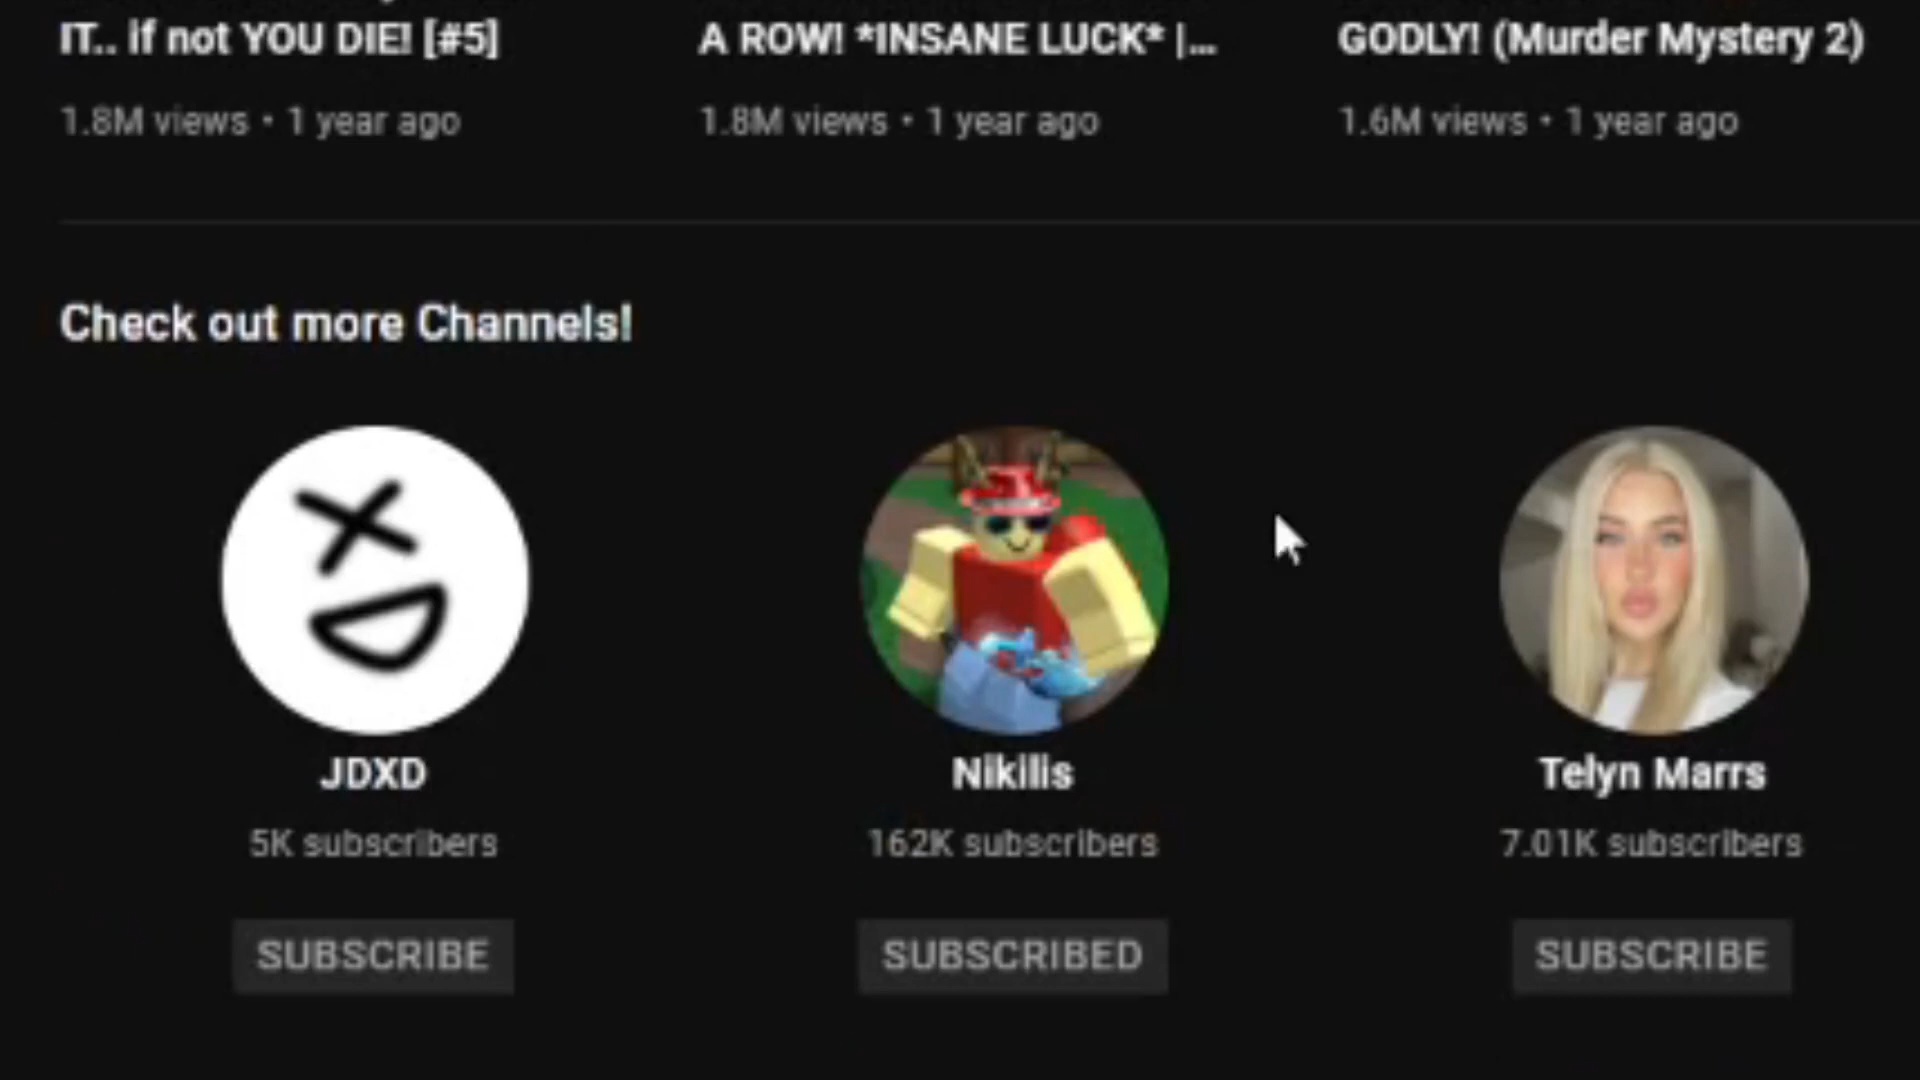 IT.. if not YOU DIE! [#5]
A ROW! *INSANE LUCK* |...
GODLY! (Murder Mystery 2)
1.8M views • 1 year ago
1.8M views • 1 year ago
1.6M views • 1 year ago
Check out more Channels!
JDXD
Nikilis
Telyn Marrs
5K subscribers
162K subscribers
7.01K subscribers
SUBSCRIBE
SUBSCRIBED
SUBSCRIBE